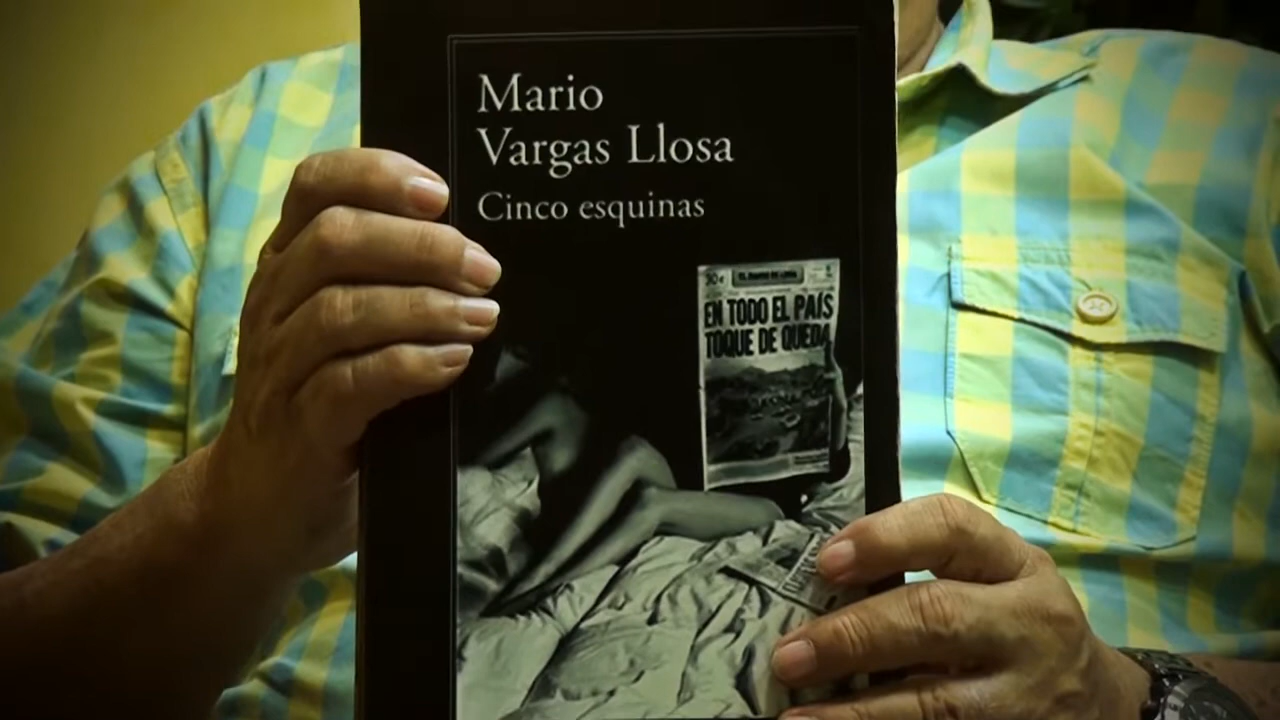 Mario
Vargas Llosa
Cinco esquinas
EN TODO EL PAÍS
TOQUE DE QUEDA